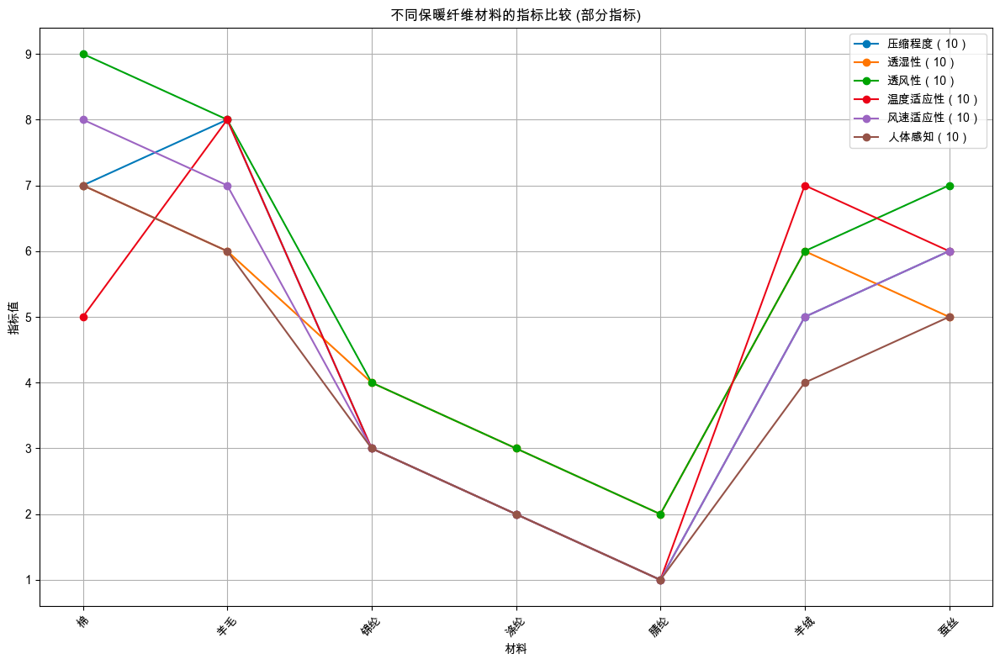 不同保暖纤维材料的指标比较 (部分指标)
压缩程度（10）
透湿性（10）
透风性（10）
温度适应性（10）
风速适应性（10）
人体感知（10）
9
8
7
6
5
4
3
2
1
指标值
棉
羊毛
锦纶
涤纶
腈纶
羊绒
蚕丝
材料